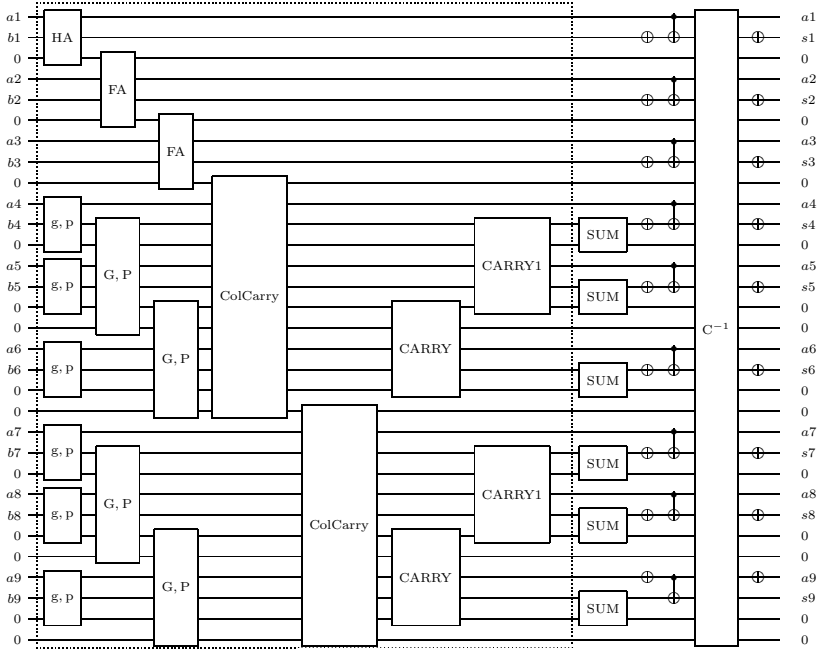 a1 a1
b1 HA s1
0 0
a2 a2
FA
b2 s2
0 0
a3 a3
FA
b3 s3
0 0
a4 a4
b4 g, p s4
SUM
0 0
a5 a5
G, P CARRY1
b5 g, p s5
ColCarry SUM
0 0
0 0
C−1
a6 a6
G, P CARRY
b6 g, p s6
SUM
0 0
0 0
a7 a7
b7 g, p s7
SUM
0 0
a8 a8
G, P CARRY1
b8 g, p s8
ColCarry SUM
0 0
0 0
a9 a9
G, P CARRY
b9 g, p s9
SUM
0 0
0 0